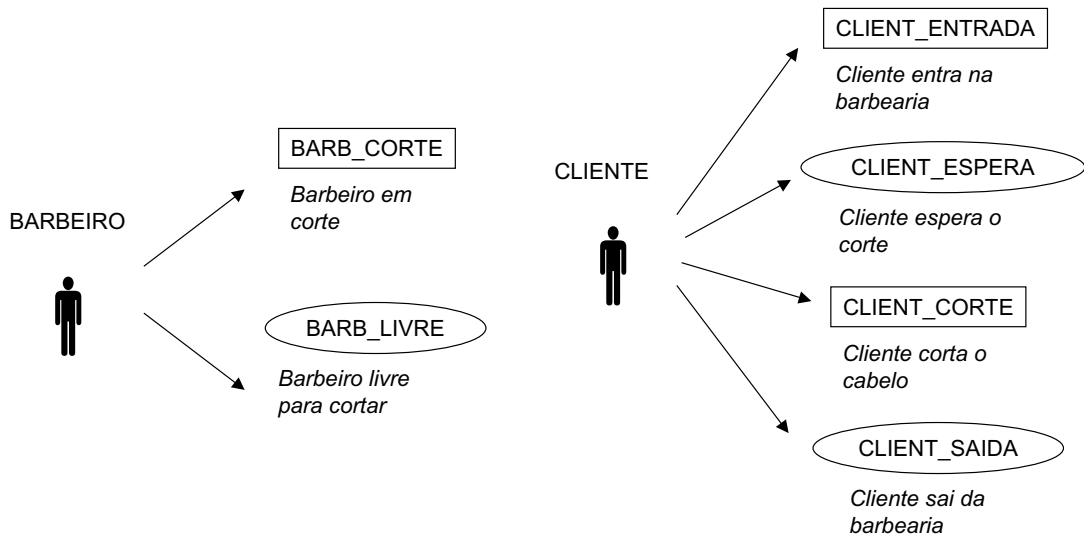 BARBEIRO
BARB_CORTE
Barbeiro em
corte
BARB_LIVRE
Barbeiro livre
para cortar
CLIENTE
CLIENT_ENTRADA
Cliente entra na
barbearia
CLIENT_ESPERA
Cliente espera o
corte
CLIENT_CORTE
Cliente corta o
cabelo
CLIENT_SAIDA
Cliente sai da
barbearia